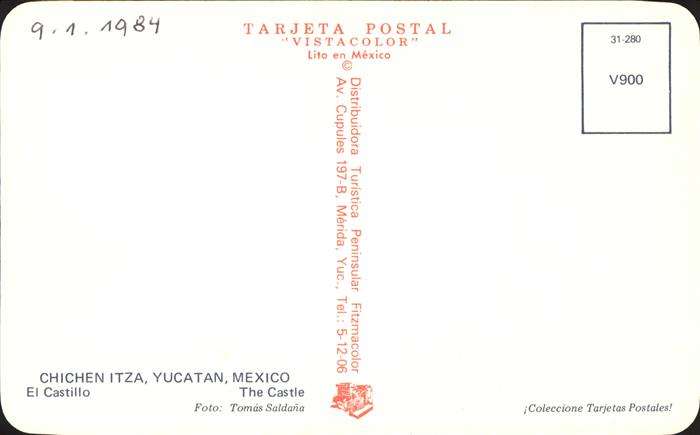 9.1.1984
TARJETA POSTAL
"VISTACOLOR"
Lito en México
©
Distribuidora Turística Peninsular Fitzmacolor
Av. Cupules 197-B, Mérida, Yuc., Tel.: 5-12-06
31-280
V900
CHICHEN ITZA, YUCATAN, MEXICO
El Castillo The Castle
Foto: Tomás Saldaña
¡Coleccione Tarjetas Postales!